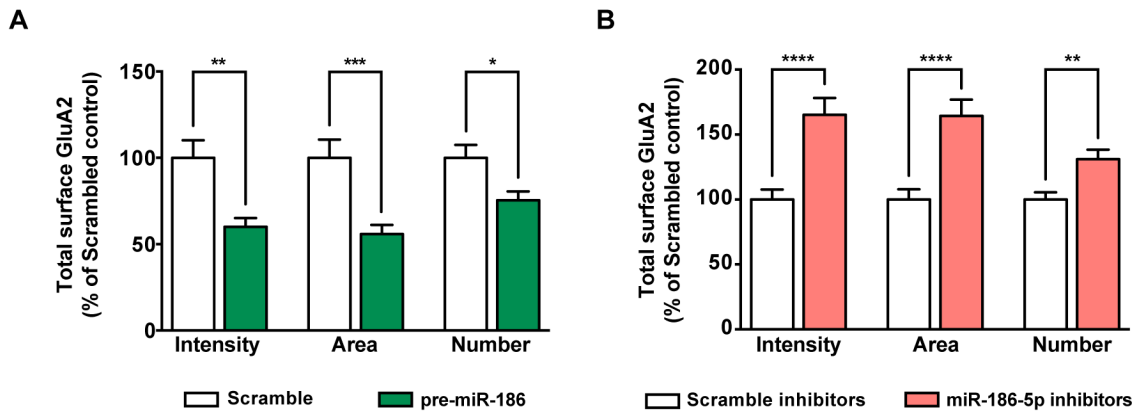 A
Total surface GluA2
(% of Scrambled control)
150
100
50
0
**
***
*
Intensity
Area
Number
Scramble
pre-miR-186
B
Total surface GluA2
(% of Scrambled control)
200
150
100
50
0
****
****
**
Intensity
Area
Number
Scramble inhibitors
miR-186-5p inhibitors